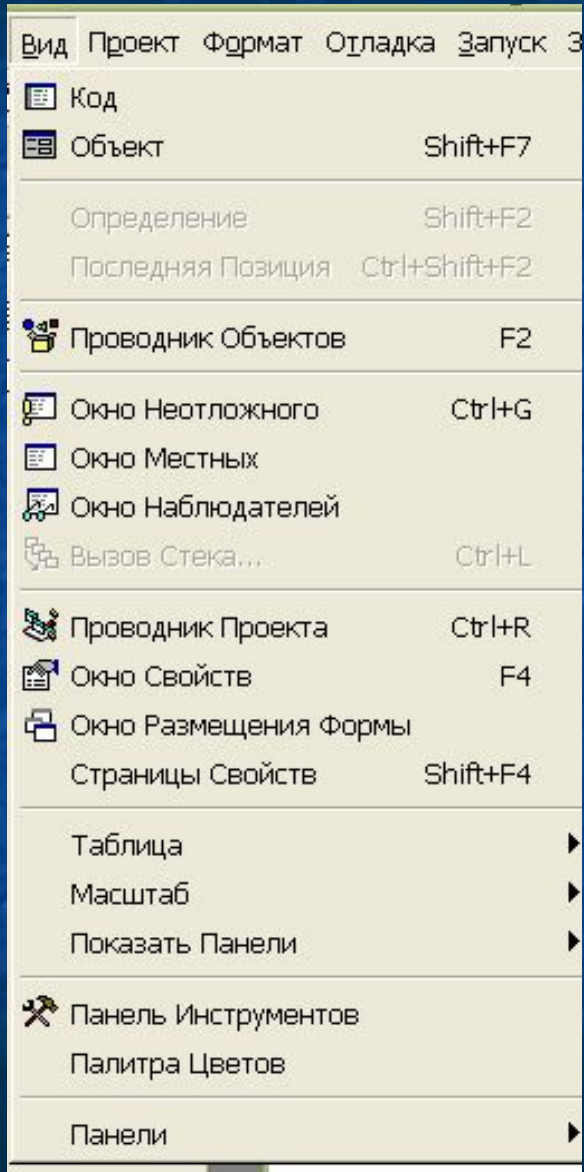 Вид Проект Формат Отладка Запуск З
Код
Объект Shift+F7
Определение Shift+F2
Последняя Позиция Ctrl+Shift+F2
Проводник Объектов F2
Окно Неотложного Ctrl+G
Окно Местных
Окно Наблюдателей
Вызов Стека... Ctrl+L
Проводник Проекта Ctrl+R
Окно Свойств F4
Окно Размещения Формы
Страницы Свойств Shift+F4
Таблица
Масштаб
Показать Панели
Панель Инструментов
Палитра Цветов
Панели